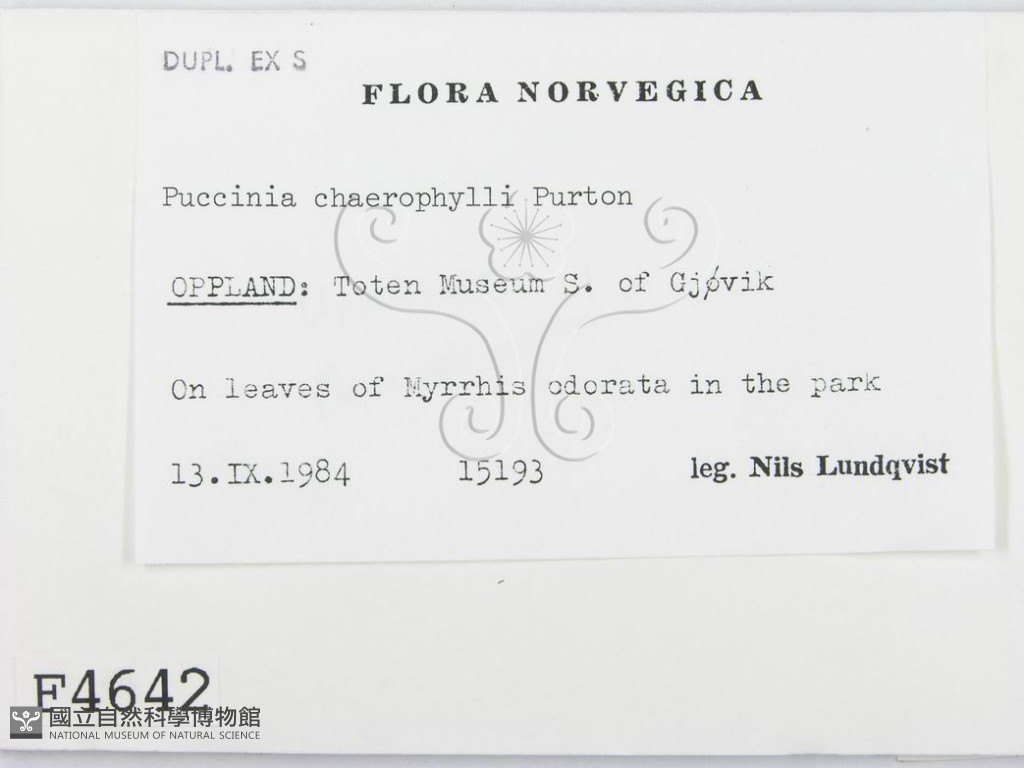 DUPL. EX S
FLORA NORVEGICA
Puccinia chaerophylli Purton
OPPLAND: Toten Museum S. of Gjøvik
On leaves of Myrrhis odorata in the park
13.IX.1984 15193 leg. Nils Lundqvist
F4642
國立自然科學博物館
NATIONAL MUSEUM OF NATURAL SCIENCE